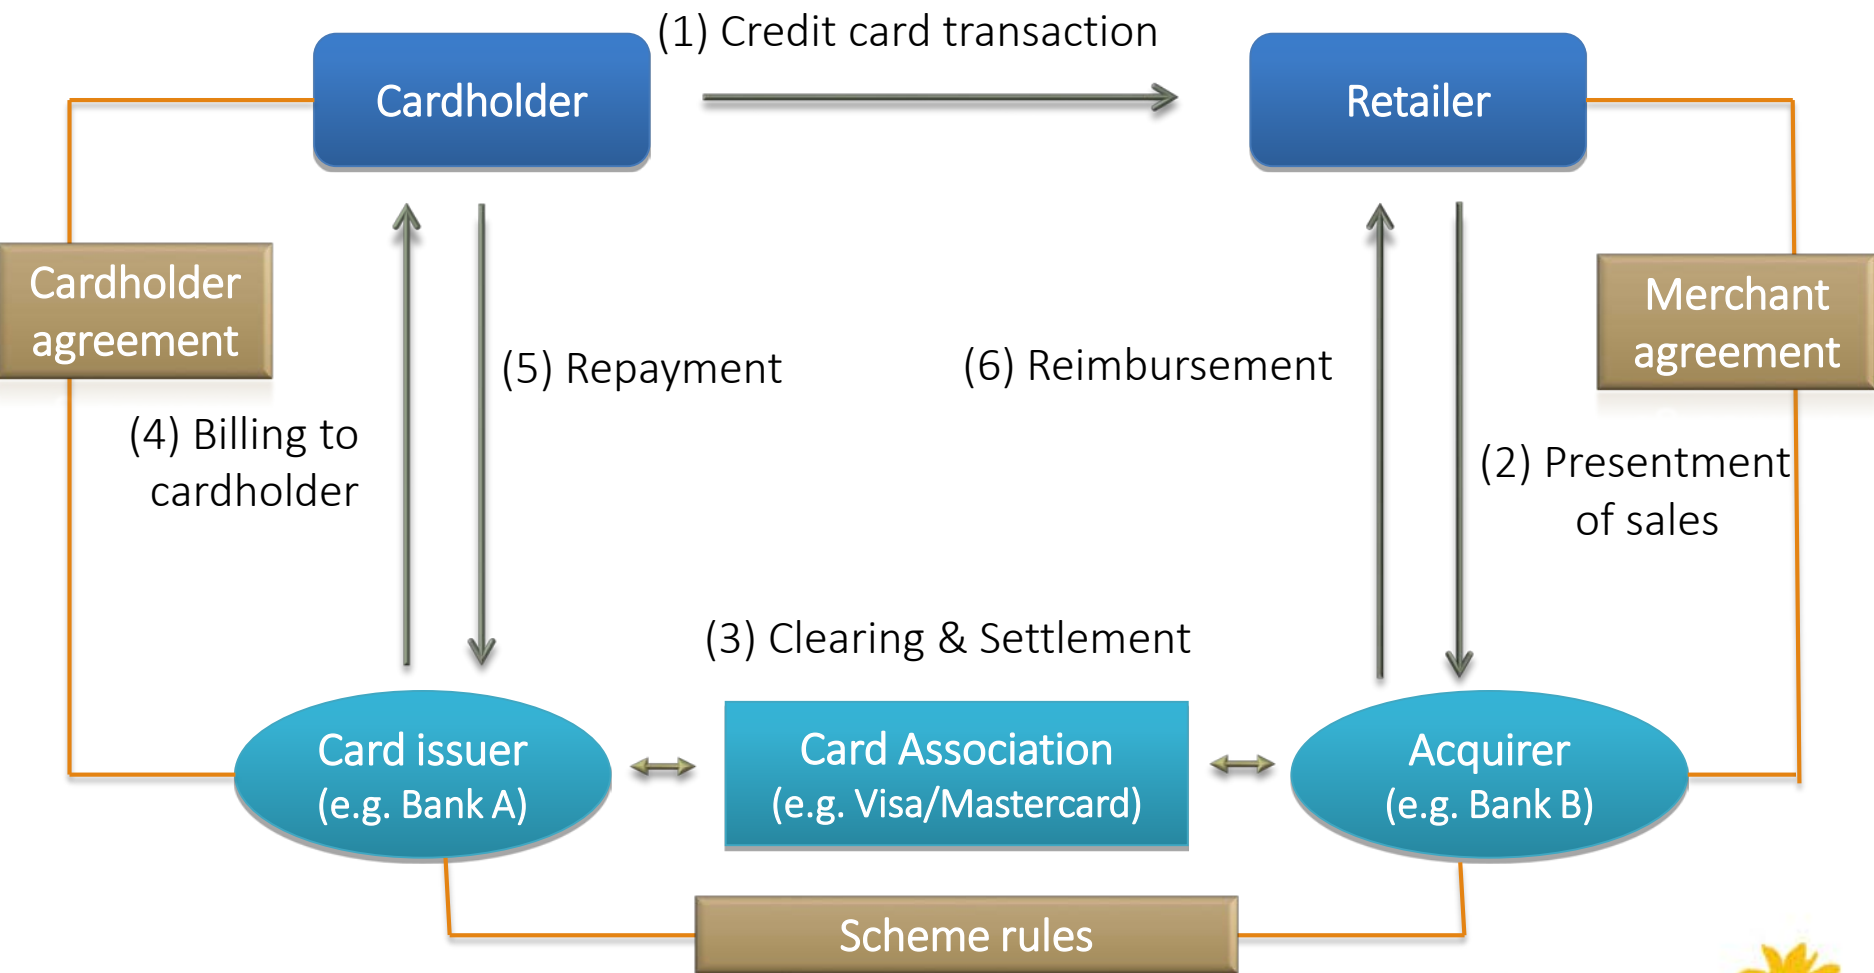 (1) Credit card transaction
Cardholder
Retailer
Cardholder
agreement
Merchant
agreement
(5) Repayment
(6) Reimbursement
(4) Billing to
cardholder
(2) Presentment
of sales
(3) Clearing & Settlement
Card issuer
(e.g. Bank A)
Card Association
(e.g. Visa/Mastercard)
Acquirer
(e.g. Bank B)
Scheme rules